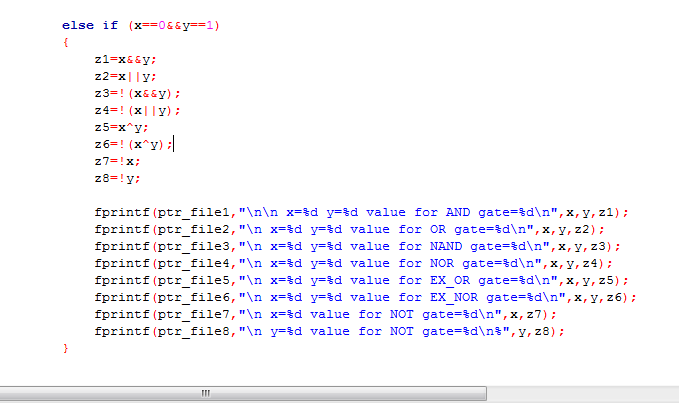 else if (x==0&&y==1)
{
z1=x&&y;
z2=x||y;
z3=!(x&&y);
z4=!(x||y);
z5=x^y;
z6=!(x^y);
z7=!x;
z8=!y;
fprintf(ptr_file1,"\n\n x=%d y=%d value for AND gate=%d\n",x,y,z1);
fprintf(ptr_file2,"\n x=%d y=%d value for OR gate=%d\n",x,y,z2);
fprintf(ptr_file3,"\n x=%d y=%d value for NAND gate=%d\n",x,y,z3);
fprintf(ptr_file4,"\n x=%d y=%d value for NOR gate=%d\n",x,y,z4);
fprintf(ptr_file5,"\n x=%d y=%d value for EX_OR gate=%d\n",x,y,z5);
fprintf(ptr_file6,"\n x=%d y=%d value for EX_NOR gate=%d\n",x,y,z6);
fprintf(ptr_file7,"\n x=%d value for NOT gate=%d\n",x,z7);
fprintf(ptr_file8,"\n y=%d value for NOT gate=%d\n%",y,z8);
}